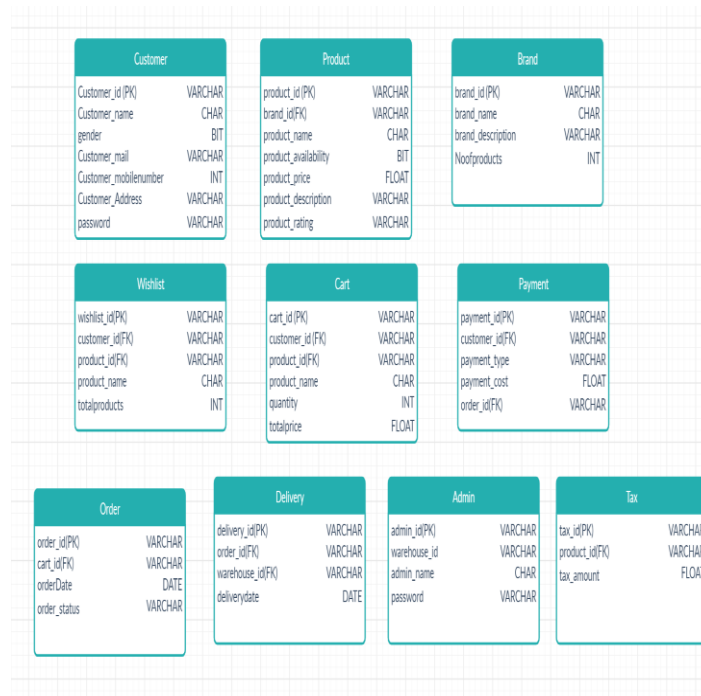 Customer
Customer_id (PK) VARCHAR
Customer_name CHAR
gender BIT
Customer_mail VARCHAR
Customer_mobilenumber INT
Customer_Address VARCHAR
password VARCHAR
Product
product_id (PK) VARCHAR
brand_id(FK) VARCHAR
product_name CHAR
product_availability BIT
product_price FLOAT
product_description VARCHAR
product_rating VARCHAR
Brand
brand_id (PK) VARCHAR
brand_name CHAR
brand_description VARCHAR
Noofproducts INT
Wishlist
wishlist_id(PK) VARCHAR
customer_id(FK) VARCHAR
product_id(FK) VARCHAR
product_name CHAR
totalproducts INT
Cart
cart_id (PK) VARCHAR
customer_id (FK) VARCHAR
product_id(FK) VARCHAR
product_name CHAR
quantity INT
totalprice FLOAT
Payment
payment_id(PK) VARCHAR
customer_id(FK) VARCHAR
payment_type VARCHAR
payment_cost FLOAT
order_id(FK) VARCHAR
Order
order_id(PK) VARCHAR
cart_id(FK) VARCHAR
orderDate DATE
order_status VARCHAR
Delivery
delivery_id(PK) VARCHAR
order_id(FK) VARCHAR
warehouse_id(FK) VARCHAR
deliverydate DATE
Admin
admin_id(PK) VARCHAR
warehouse_id VARCHAR
admin_name CHAR
password VARCHAR
Tax
tax_id(PK) VARCHA
product_id(FK) VARCHA
tax_amount FLOA